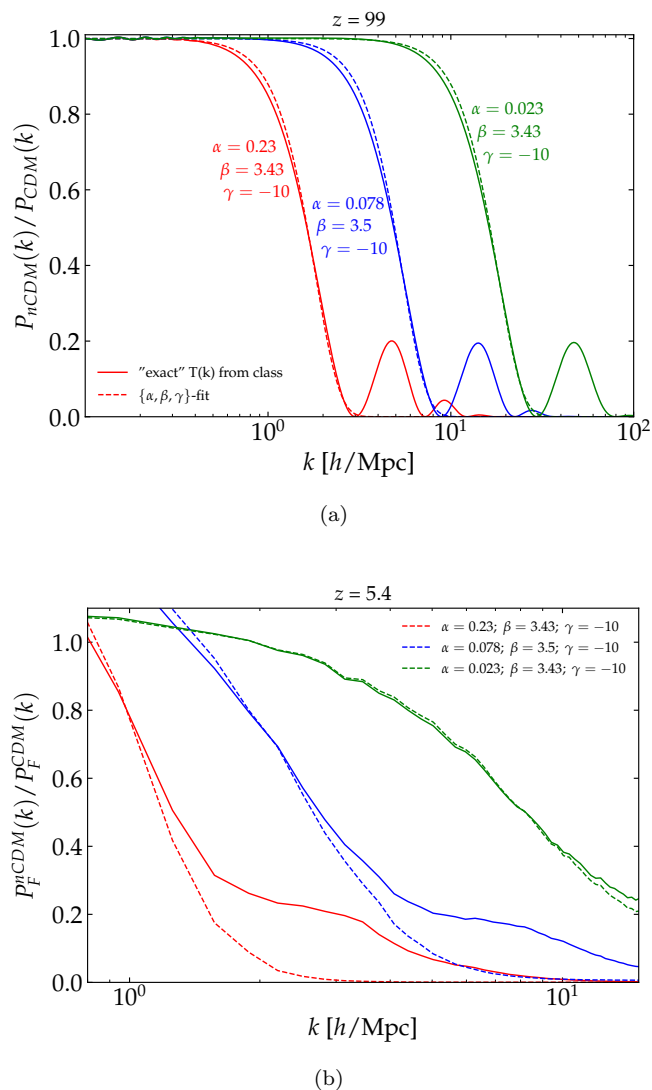 z = 99
1.0
0.8
0.6
0.4
0.2
0.0
P_{nCDM}(k)/P_{CDM}(k)
α = 0.23
β = 3.43
γ = −10
α = 0.078
β = 3.5
γ = −10
α = 0.023
β = 3.43
γ = −10
"exact" T(k) from class
{α, β, γ}-fit
10^0
10^1
10^2
k [h/Mpc]
(a)
z = 5.4
1.0
0.8
0.6
0.4
0.2
0.0
P_F^{nCDM}(k)/P_F^{CDM}(k)
α = 0.23; β = 3.43; γ = −10
α = 0.078; β = 3.5; γ = −10
α = 0.023; β = 3.43; γ = −10
10^0
10^1
k [h/Mpc]
(b)